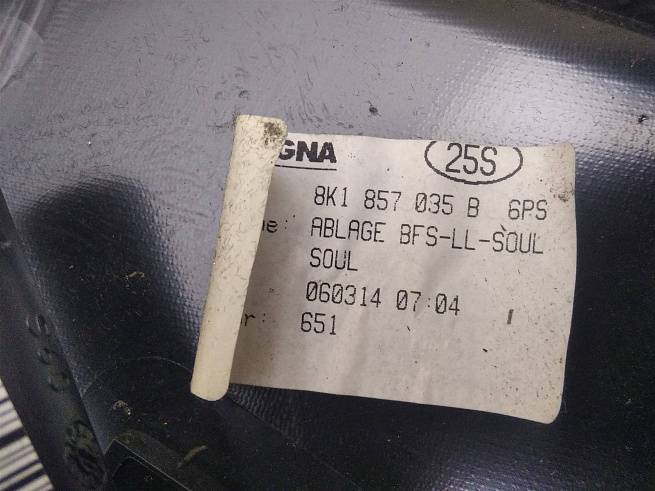 GNA 25S
8K1 857 035 B 6PS
e: ABLAGE BFS-LL-SOUL
SOUL
060314 07:04
r: 651